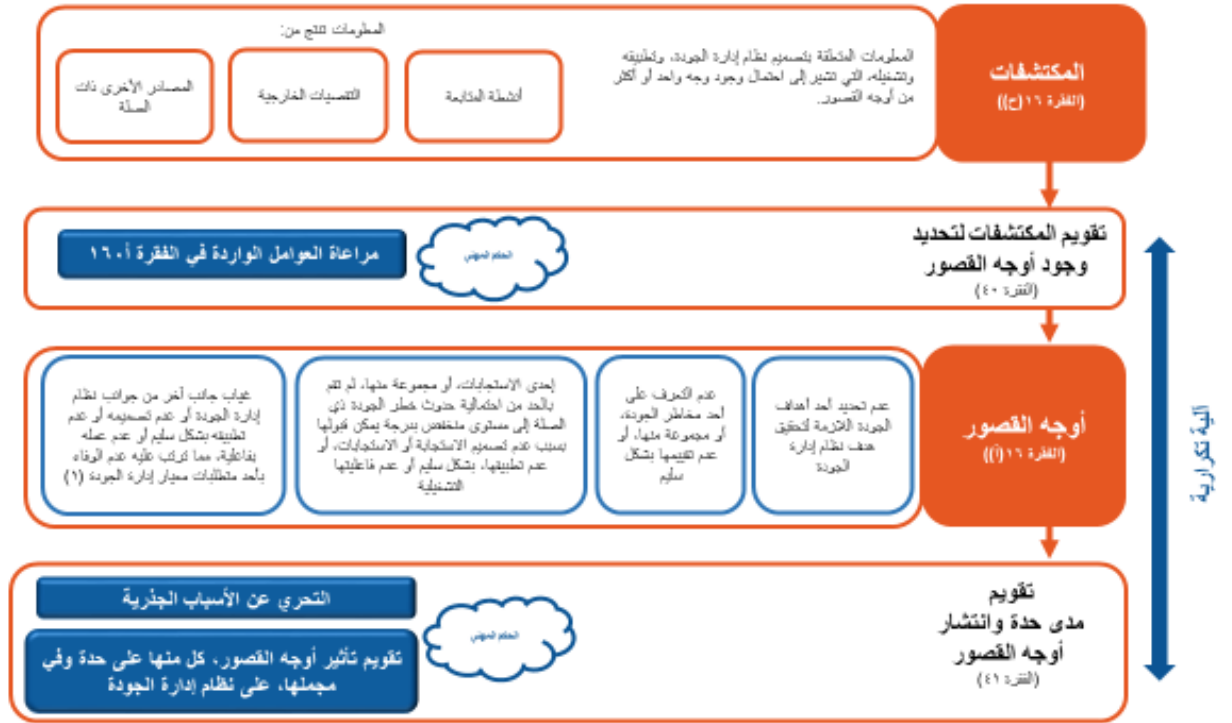 المكتشفات
(الفقرة ١٦(ح))
المعلومات المتعلقة بتصميم نظام إدارة الجودة، وتطبيقه
وتشغيله، التي تشير إلى احتمال وجود وجه واحد أو أكثر
من أوجه القصور.
المعلومات تنتج من:
أنشطة المتابعة
التقصيات الخارجية
المصادر الأخرى ذات
الصلة
تقويم المكتشفات لتحديد
وجود أوجه القصور
(الفقرة ٤٠)
الحكم المهني
مراعاة العوامل الواردة في الفقرة أ١٦٠
أوجه القصور
(الفقرة ١٦(أ))
عدم تحديد أحد أهداف
الجودة اللازمة لتحقيق
هدف نظام إدارة
الجودة
عدم التعرف على
أحد مخاطر الجودة،
أو مجموعة منها، أو
عدم تقييمها بشكل
سليم
إحدى الاستجابات، أو مجموعة منها، لم تقم
بالحد من احتمالية حدوث خطر الجودة ذي
الصلة إلى مستوى منخفض بدرجة يمكن قبولها
بسبب عدم تصميم الاستجابة أو الاستجابات، أو
عدم تطبيقها، بشكل سليم أو عدم فاعليتها
التشغيلية
غياب جانب آخر من جوانب نظام
إدارة الجودة أو عدم تصميمه أو عدم
تطبيقه بشكل سليم أو عدم عمله
بفاعلية، مما ترتب عليه عدم الوفاء
بأحد متطلبات معيار إدارة الجودة (١)
تقويم
مدى حدة وانتشار
أوجه القصور
(الفقرة ٤١)
الحكم المهني
التحري عن الأسباب الجذرية
تقويم تأثير أوجه القصور، كل منها على حدة وفي
مجملها، على نظام إدارة الجودة
آلية تكرارية